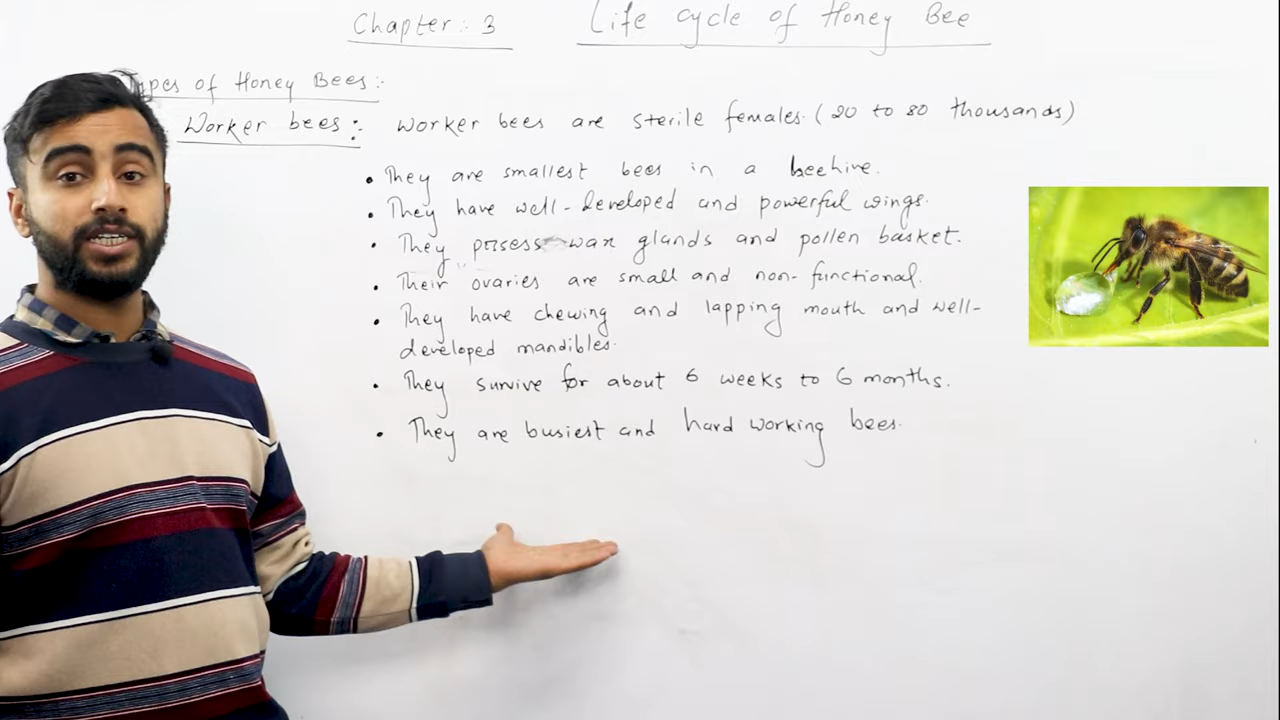 Chapter: 3
Life Cycle of Honey Bee
Types of Honey Bees:-
Worker bees:- Worker bees are sterile females. (20 to 80 thousands)
• They are smallest bees in a beehive.
• They have well-developed and powerful wings.
• They posess wax glands and pollen basket.
• Their ovaries are small and non-functional.
• They have chewing and lapping mouth and well-
developed mandibles.
• They survive for about 6 weeks to 6 months.
• They are busiest and hard working bees.